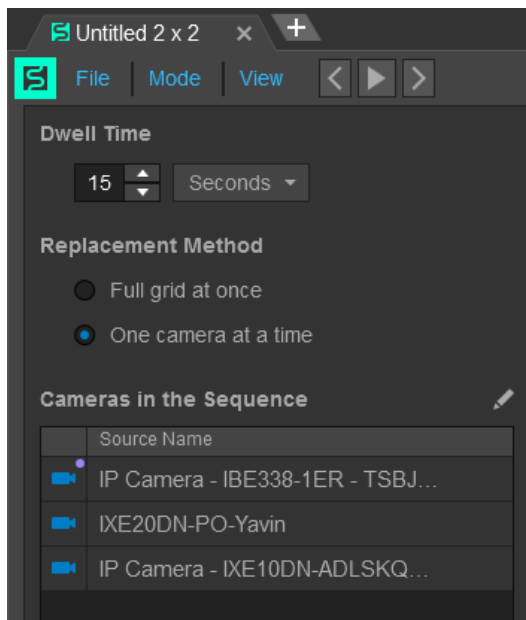 Untitled 2 x 2
File Mode View
Dwell Time
15 Seconds
Replacement Method
Full grid at once
One camera at a time
Cameras in the Sequence
Source Name
IP Camera - IBE338-1ER - TSBJ...
IXE20DN-PO-Yavin
IP Camera - IXE10DN-ADLSKQ...